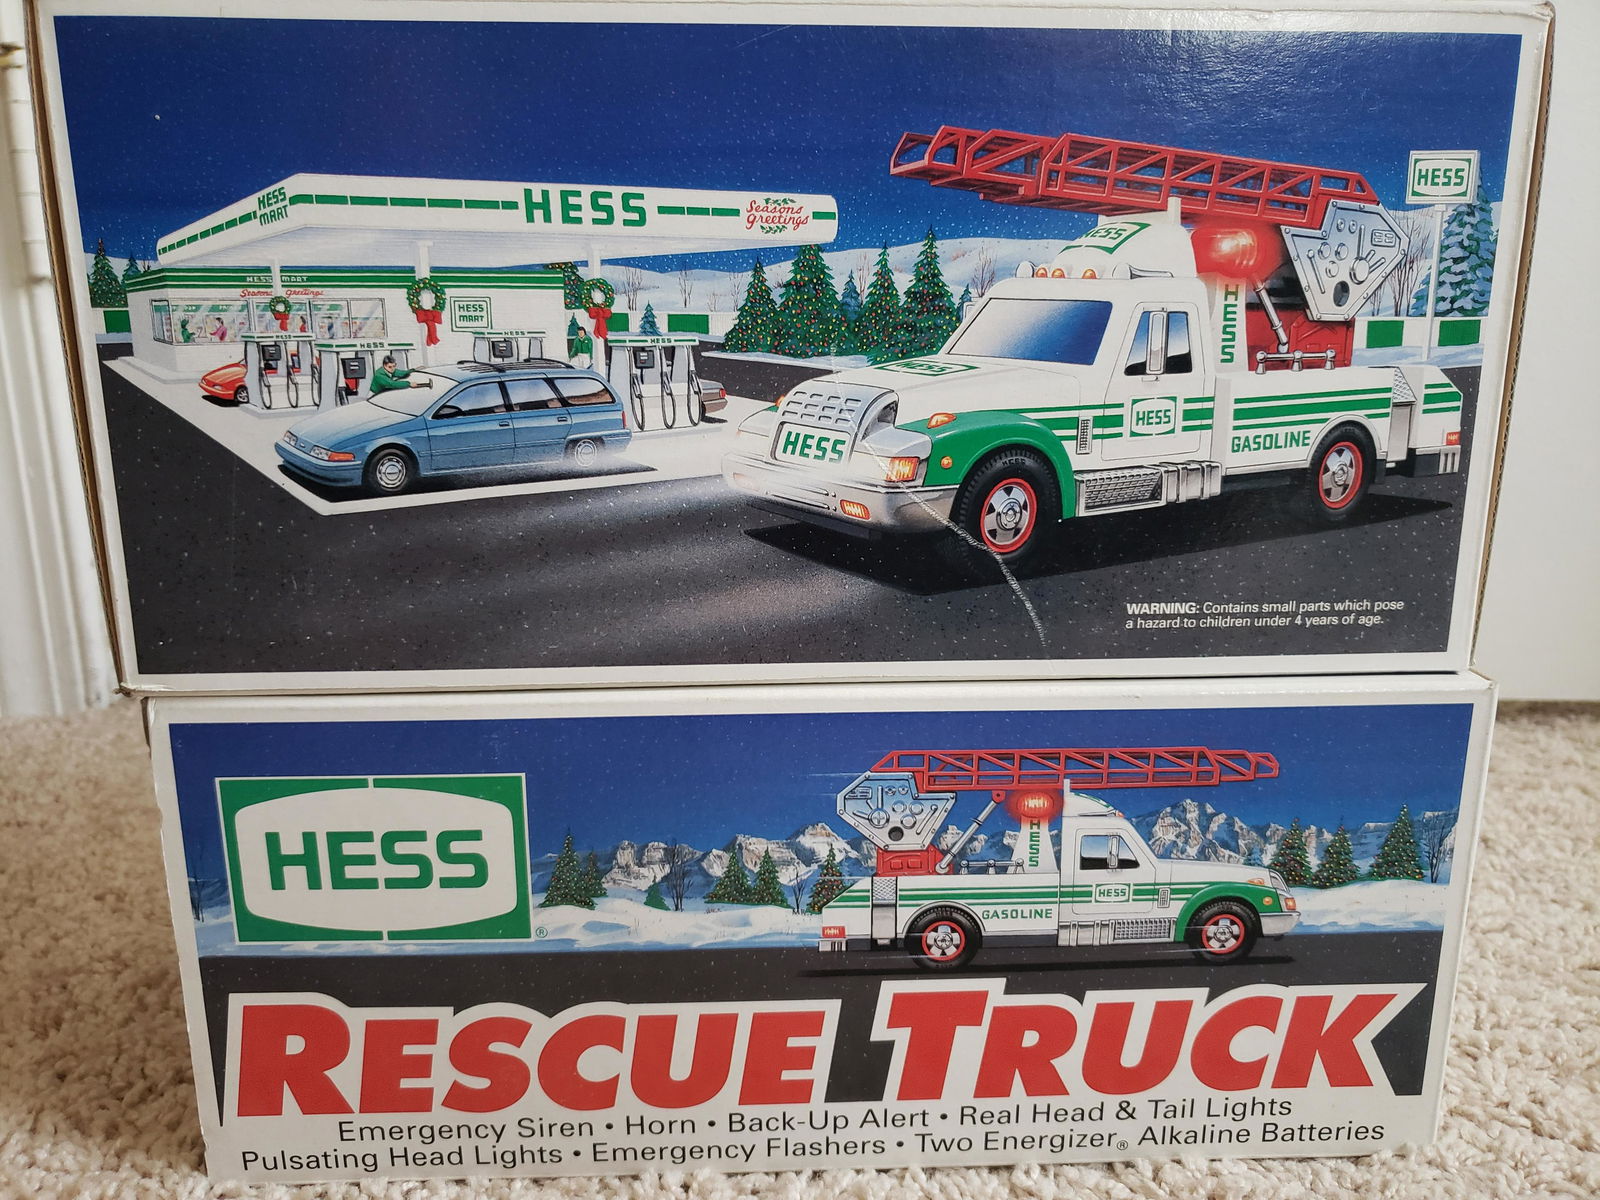 HESS
MART
HESS
Seasons
Greetings
HESS
HESS
HESS MART
Seasons Greetings
HESS
MART
HESS
HESS
HESS
HESS
HESS
HESS
HESS
HESS
GASOLINE
WARNING: Contains small parts which pose
a hazard to children under 4 years of age.
HESS
®
HESS
HESS
GASOLINE
RESCUE TRUCK
Emergency Siren • Horn • Back-Up Alert • Real Head & Tail Lights
Pulsating Head Lights • Emergency Flashers • Two Energizer® Alkaline Batteries